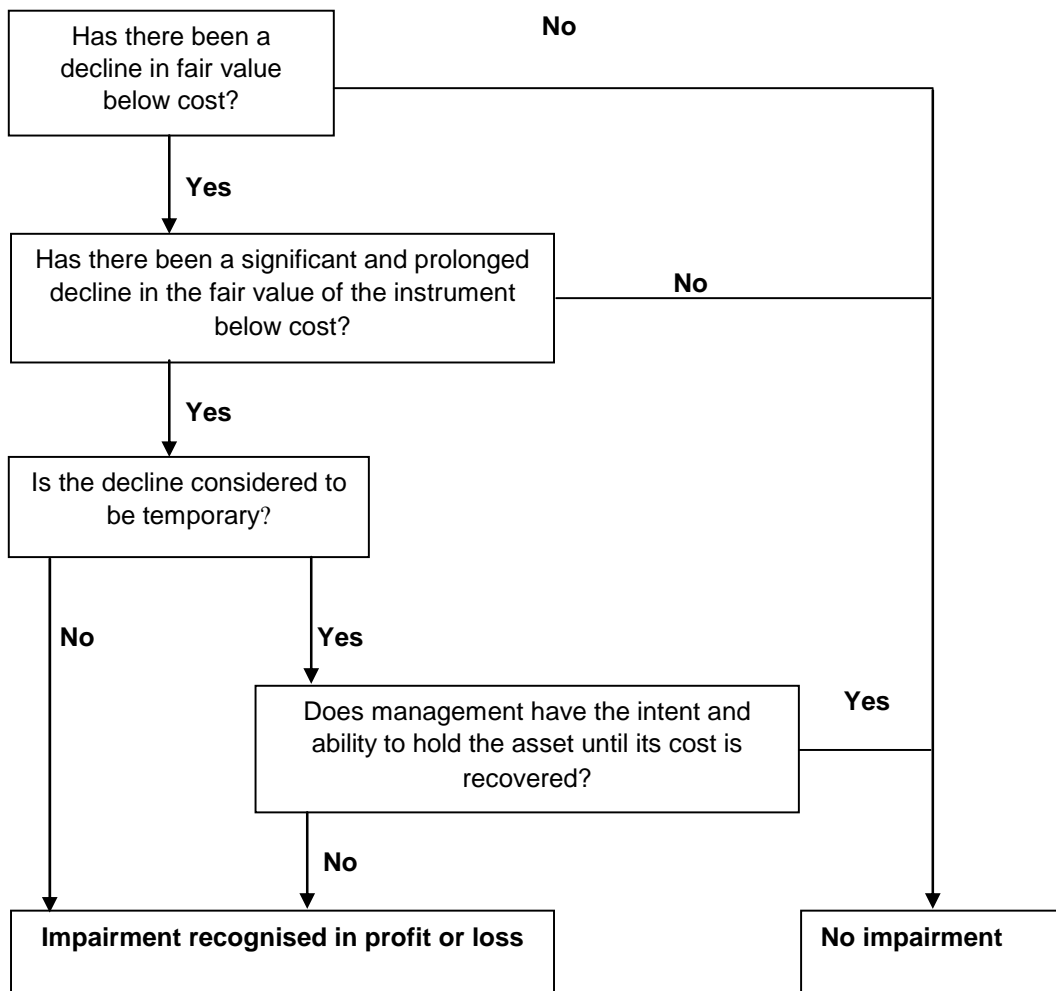 Has there been a
decline in fair value
below cost?
No
Yes
Has there been a significant and prolonged
decline in the fair value of the instrument
below cost?
No
Yes
Is the decline considered to
be temporary?
No
Yes
Does management have the intent and
ability to hold the asset until its cost is
recovered?
Yes
No
Impairment recognised in profit or loss
No impairment